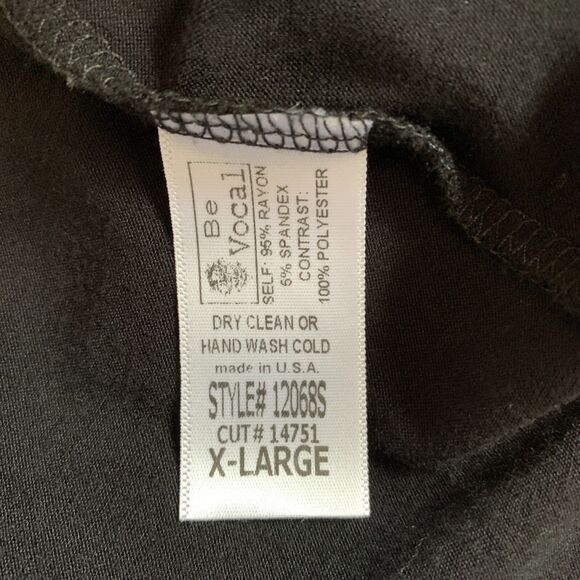 Be
Vocal
SELF: 95% RAYON
5% SPANDEX
CONTRAST:
100% POLYESTER
DRY CLEAN OR
HAND WASH COLD
made in U.S.A.
STYLE# 12068S
CUT# 14751
X-LARGE